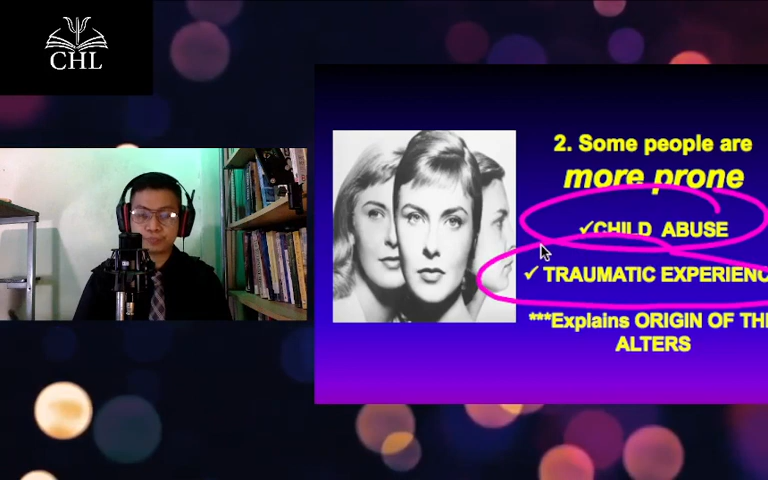 CHL
2. Some people are
more prone
✓CHILD ABUSE
✓ TRAUMATIC EXPERIENC
***Explains ORIGIN OF TH
ALTERS